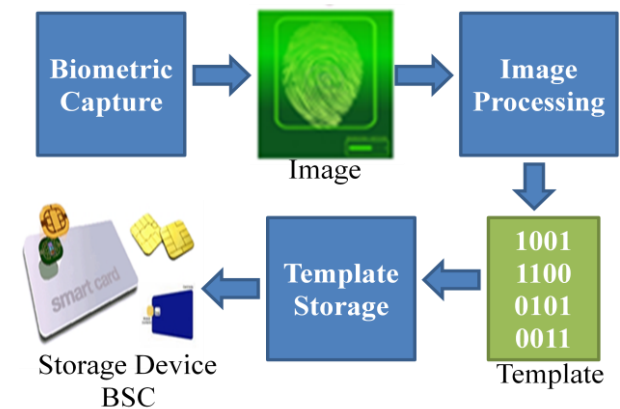 Biometric
Capture
Image
Image
Processing
1001
1100
0101
0011
Template
Template
Storage
smart card
Storage Device
BSC